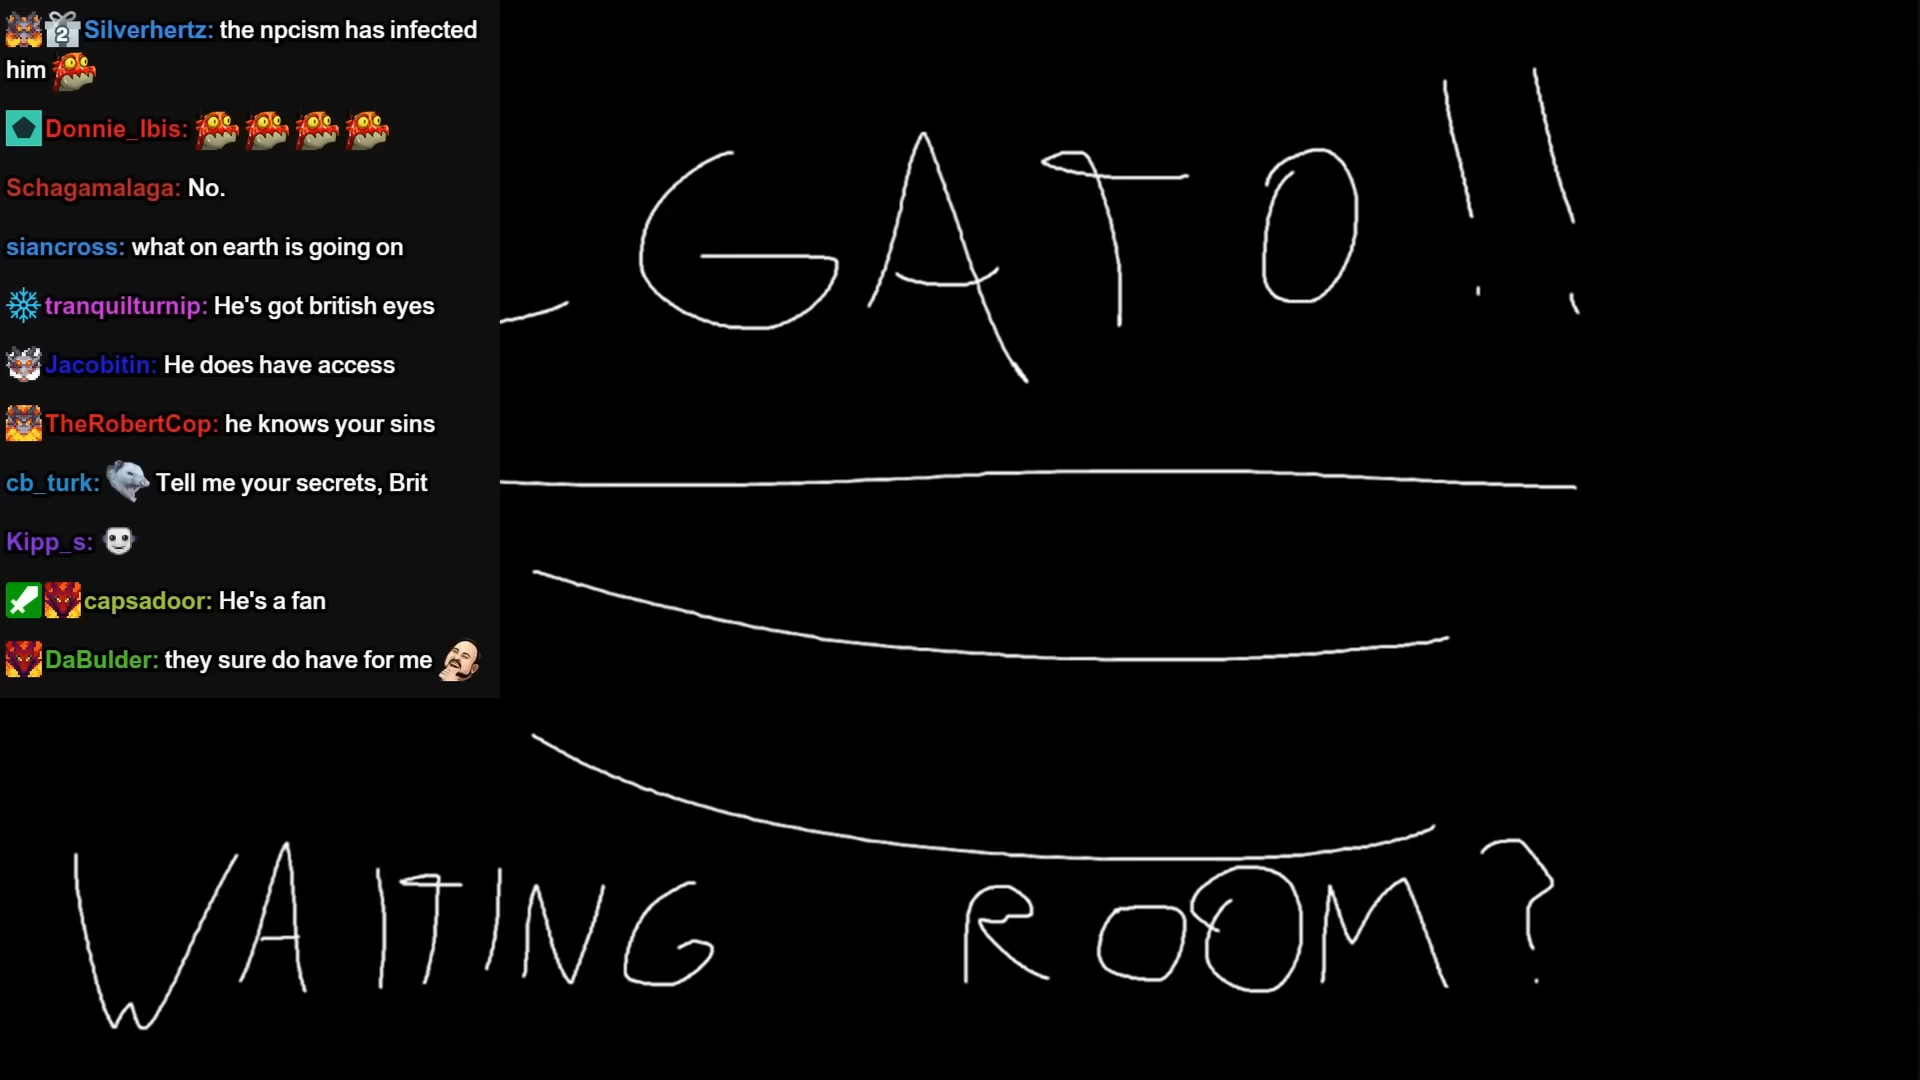 2 Silverhertz: the npcism has infected
him
Donnie_Ibis:
Schagamalaga: No.
siancross: what on earth is going on
tranquilturnip: He's got british eyes
Jacobitin: He does have access
TheRobertCop: he knows your sins
cb_turk: Tell me your secrets, Brit
Kipp_s:
capsadoor: He's a fan
DaBulder: they sure do have for me
GATO!!
WAITING ROOM?